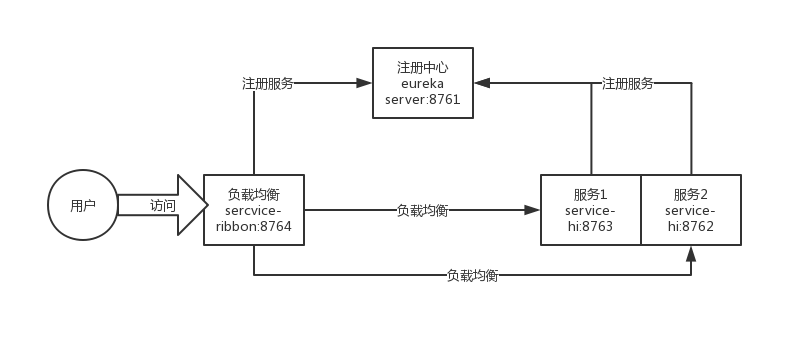 注册中心
eureka
server:8761
注册服务
注册服务
用户
访问
负载均衡
sercvice-
ribbon:8764
负载均衡
服务1
service-
hi:8763
服务2
service-
hi:8762
负载均衡